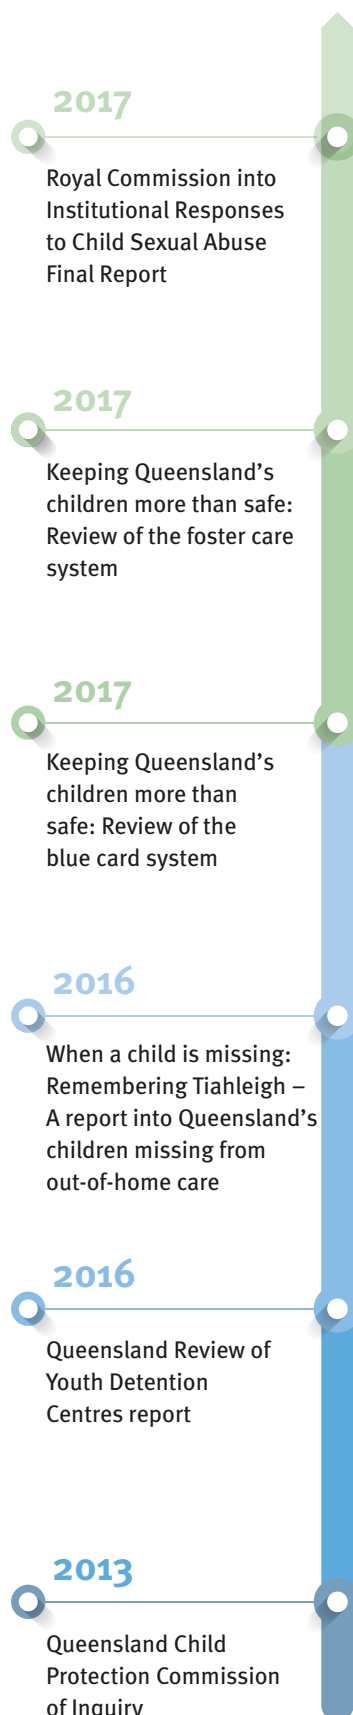 2017
Royal Commission into
Institutional Responses
to Child Sexual Abuse
Final Report
2017
Keeping Queensland’s
children more than safe:
Review of the foster care
system
2017
Keeping Queensland’s
children more than
safe: Review of the
blue card system
2016
When a child is missing:
Remembering Tiahleigh –
A report into Queensland’s
children missing from
out-of-home care
2016
Queensland Review of
Youth Detention
Centres report
2013
Queensland Child
Protection Commission
of Inquiry